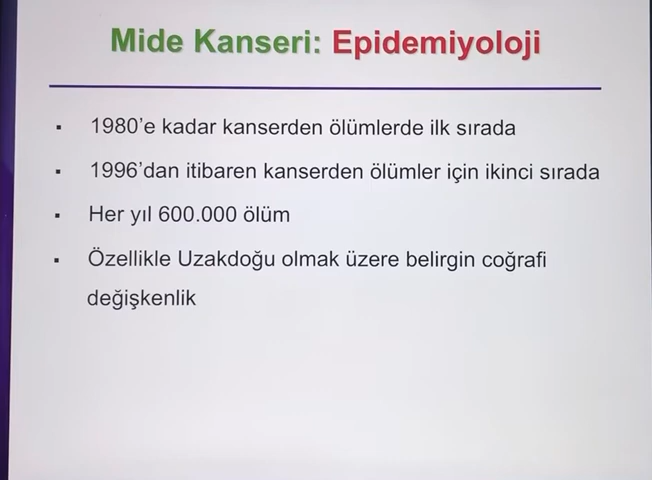 Mide Kanseri: Epidemiyoloji
▪ 1980'e kadar kanserden ölümlerde ilk sırada
▪ 1996'dan itibaren kanserden ölümler için ikinci sırada
▪ Her yıl 600.000 ölüm
▪ Özellikle Uzakdoğu olmak üzere belirgin coğrafi
değişkenlik